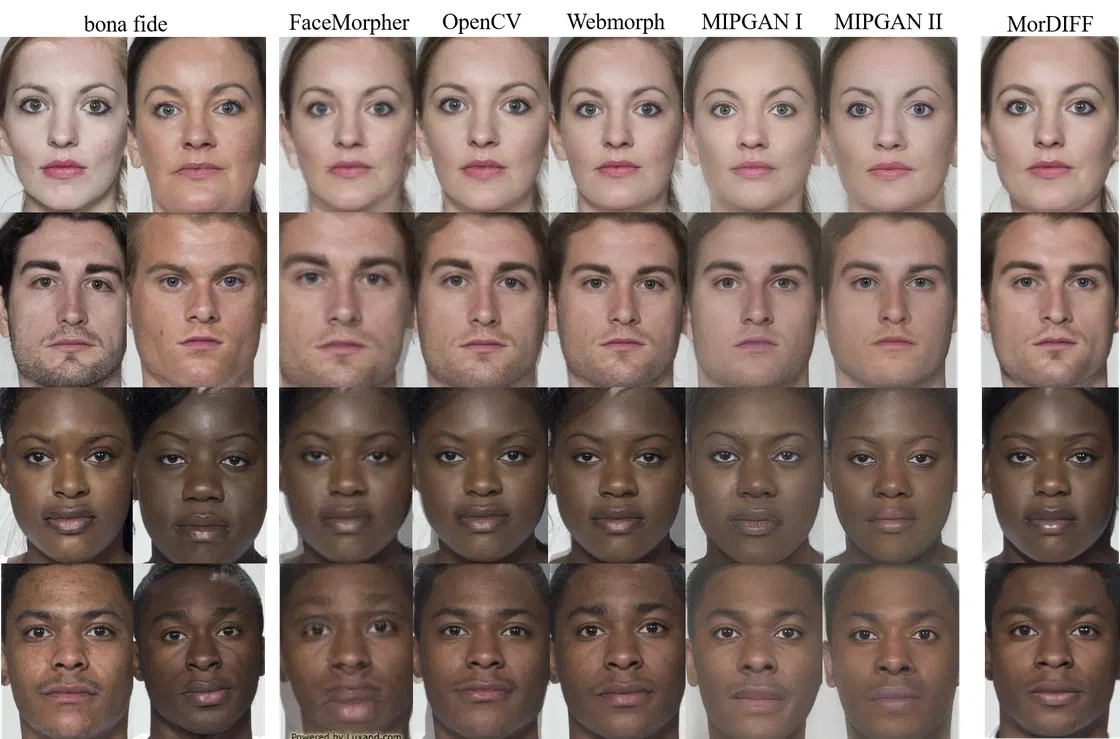 bona fide FaceMorpher OpenCV Webmorph MIPGAN I MIPGAN II MorDIFF
Powered by Luxand.com